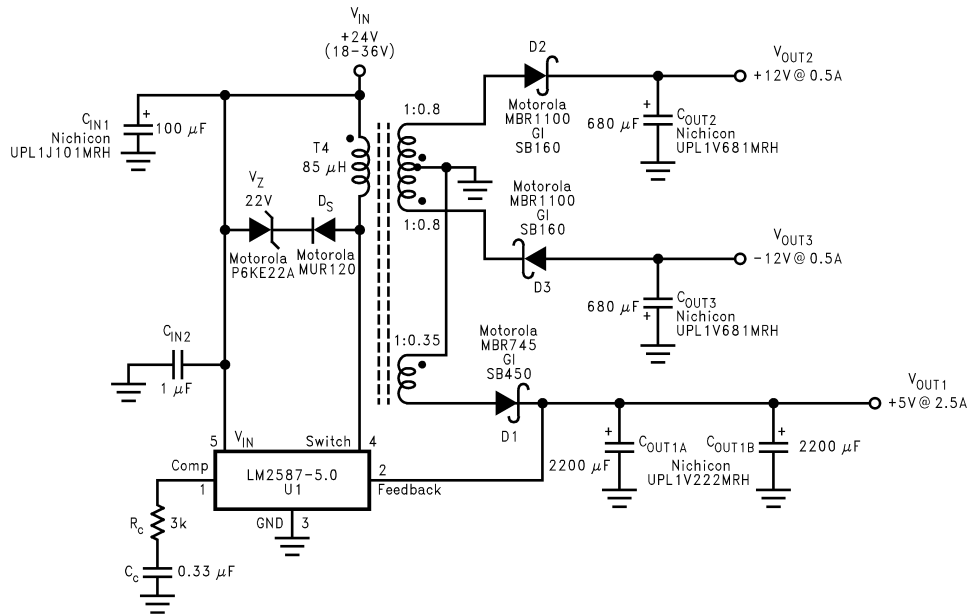 V_IN
+24V
(18-36V)
C_IN1
Nichicon
UPL1J101MRH
+
100 μF
T4
85 μH
1:0.8
1:0.8
D2
Motorola
MBR1100
GI
SB160
V_OUT2
+12V@0.5A
+
680 μF
C_OUT2
Nichicon
UPL1V681MRH
V_Z
22V
Motorola
P6KE22A
D_S
Motorola
MUR120
Motorola
MBR1100
GI
SB160
D3
V_OUT3
-12V@0.5A
680 μF
+
C_OUT3
Nichicon
UPL1V681MRH
C_IN2
1 μF
1:0.35
Motorola
MBR745
GI
SB450
D1
V_OUT1
+5V@2.5A
+
C_OUT1A
2200 μF
C_OUT1B
+
2200 μF
Nichicon
UPL1V222MRH
5
V_IN
Switch
4
Comp
1
LM2587-5.0
U1
2
Feedback
GND
3
R_c
3k
C_c
0.33 μF